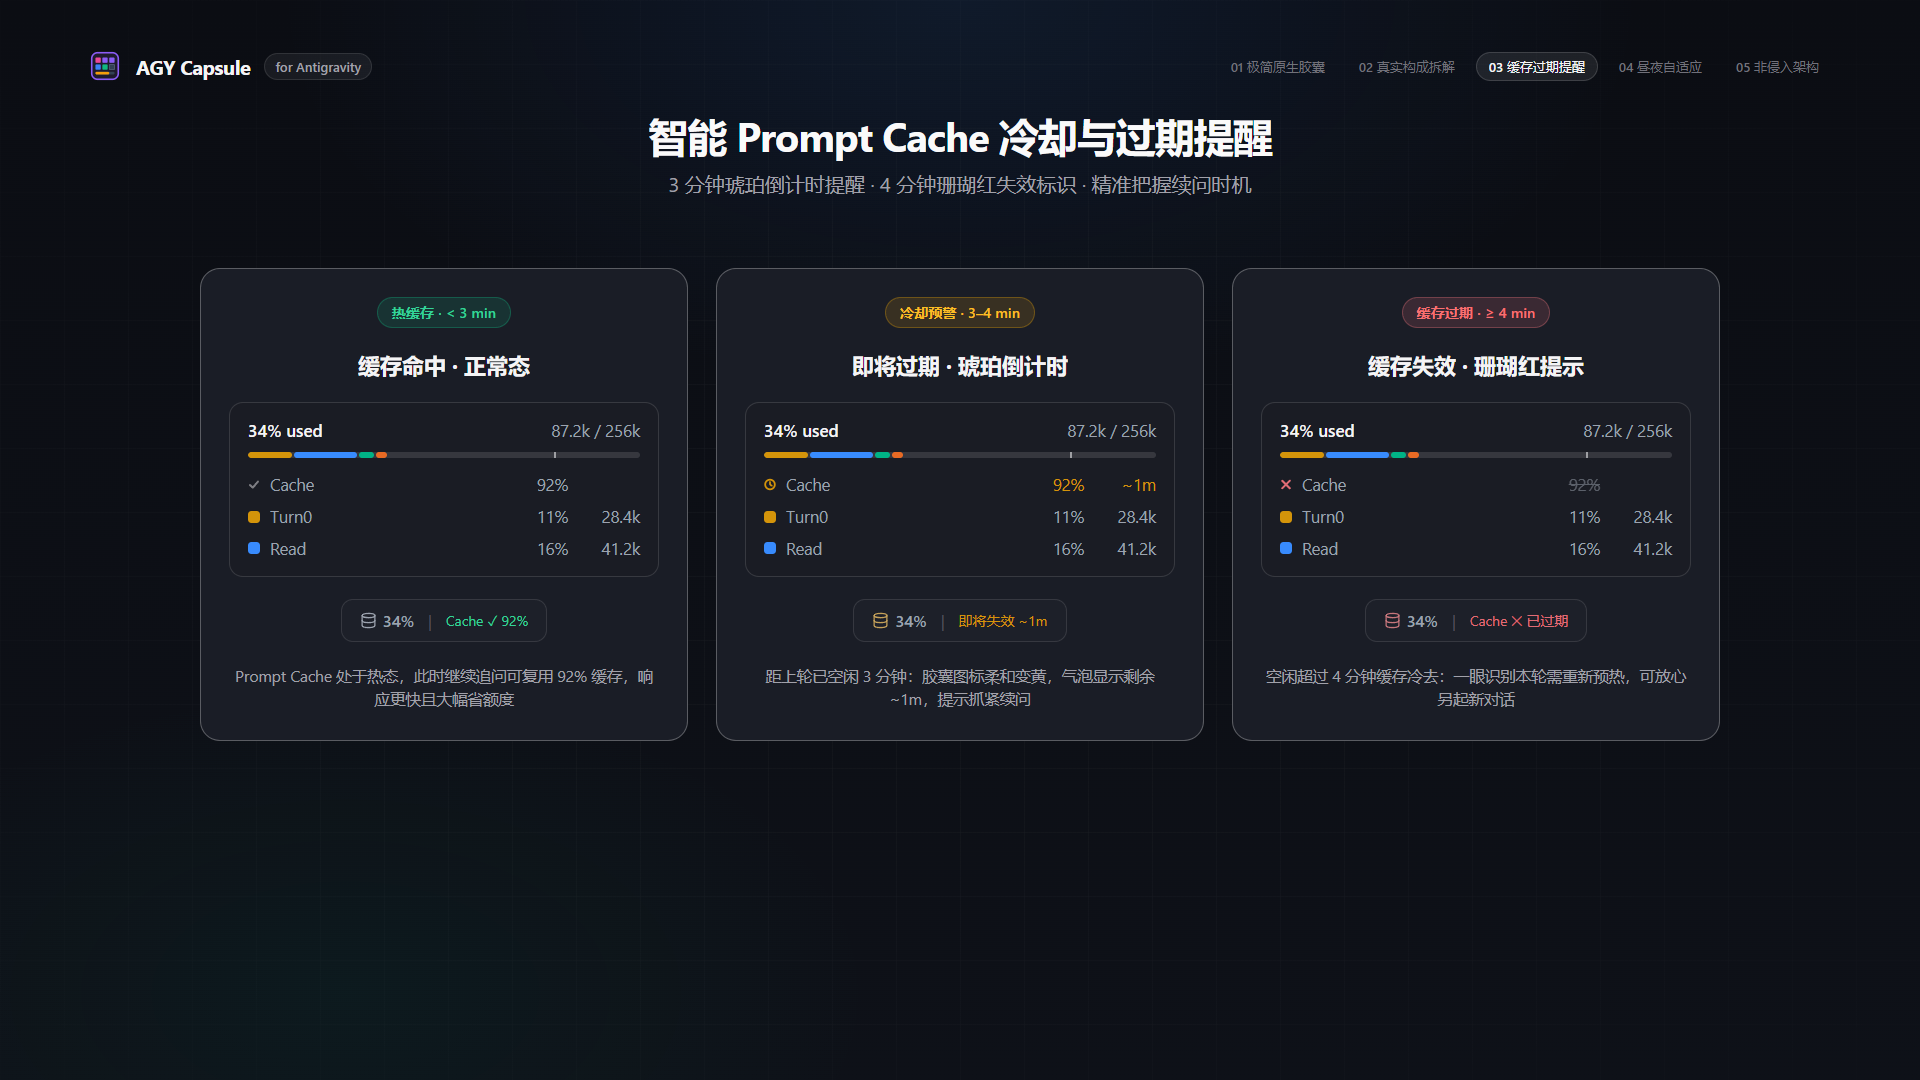 AGY Capsule
for Antigravity
01 极简原生胶囊
02 真实构成拆解
03 缓存过期提醒
04 昼夜自适应
05 非侵入架构
智能 Prompt Cache 冷却与过期提醒
3 分钟琥珀倒计时提醒 · 4 分钟珊瑚红失效标识 · 精准把握续问时机
热缓存 · < 3 min
缓存命中 · 正常态
34% used 87.2k / 256k
Cache 92%
Turn0 11% 28.4k
Read 16% 41.2k
34% | Cache ✓ 92%
Prompt Cache 处于热态，此时继续追问可复用 92% 缓存，响
应更快且大幅省额度
冷却预警 · 3–4 min
即将过期 · 琥珀倒计时
34% used 87.2k / 256k
Cache 92% ~1m
Turn0 11% 28.4k
Read 16% 41.2k
34% | 即将失效 ~1m
距上轮已空闲 3 分钟：胶囊图标柔和变黄，气泡显示剩余
~1m，提示抓紧续问
缓存过期 · ≥ 4 min
缓存失效 · 珊瑚红提示
34% used 87.2k / 256k
Cache 92%
Turn0 11% 28.4k
Read 16% 41.2k
34% | Cache ✕ 已过期
空闲超过 4 分钟缓存冷去：一眼识别本轮需重新预热，可放心
另起新对话